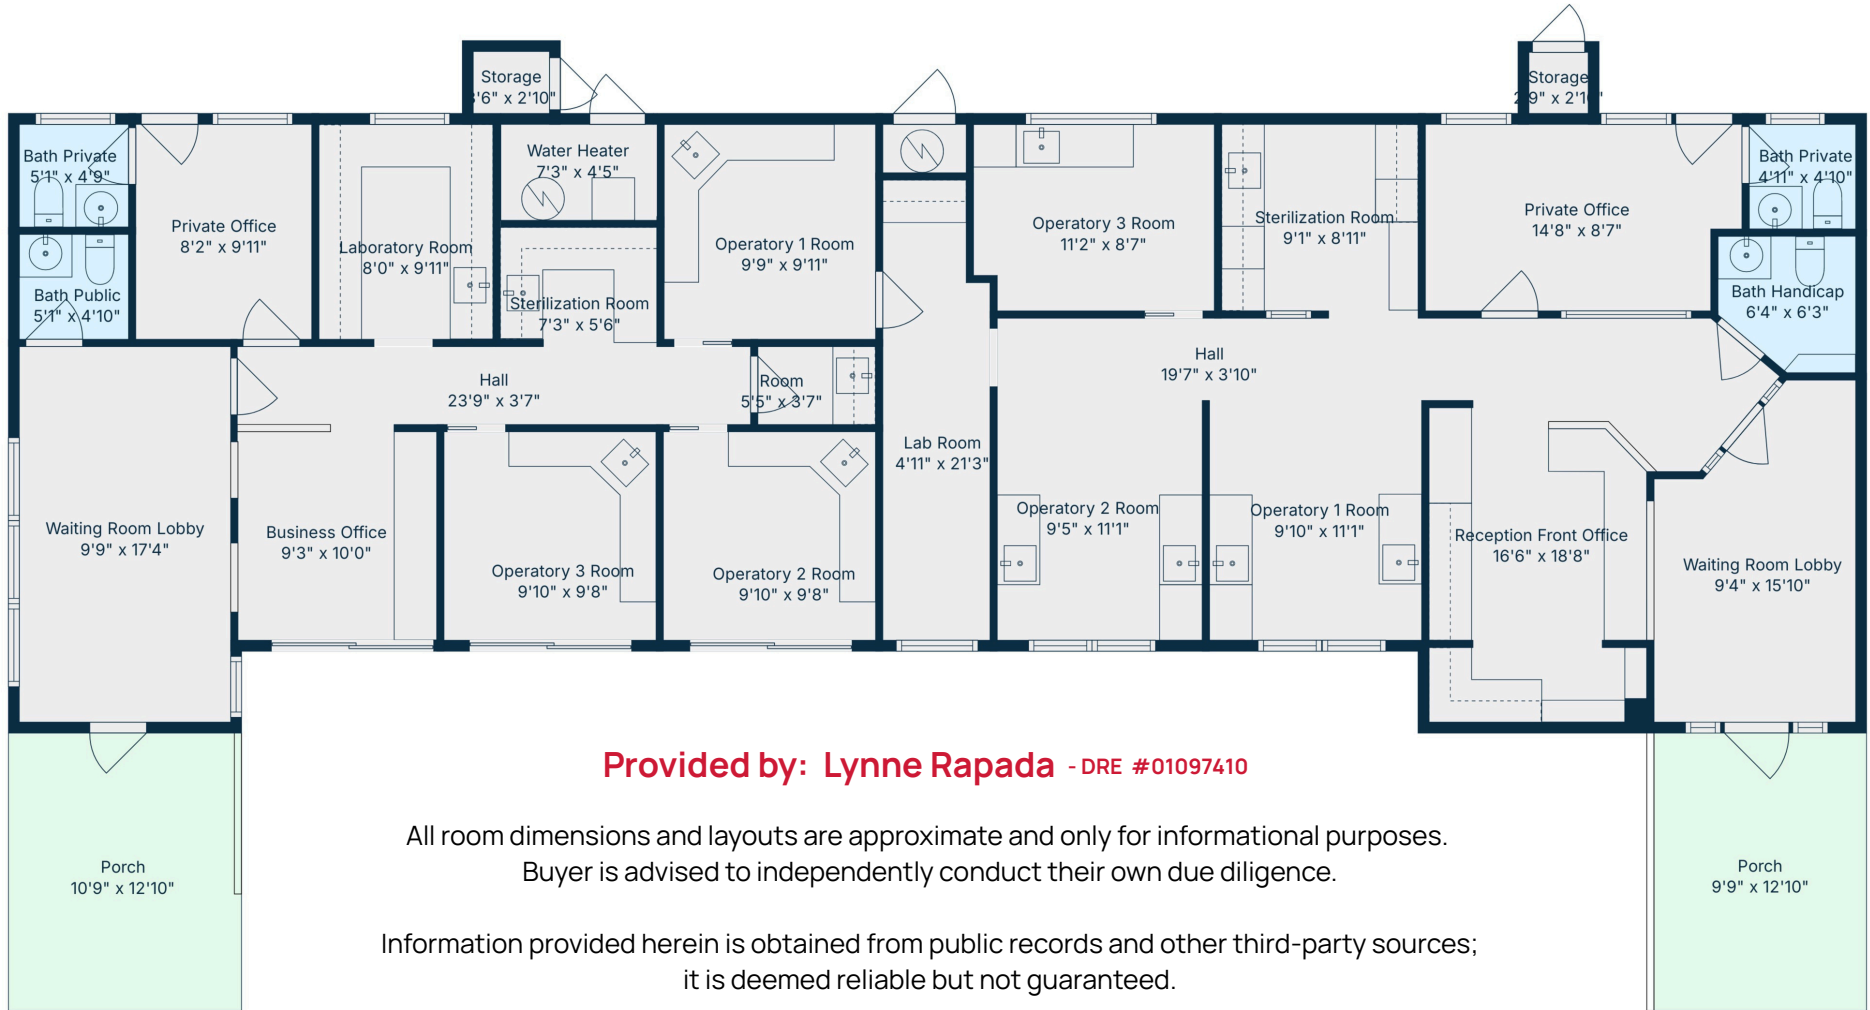 Storage
'6" x 2'10"
Storage
2'9" x 2'10"
Bath Private
5'1" x 4'9"
Private Office
8'2" x 9'11"
Laboratory Room
8'0" x 9'11"
Water Heater
7'3" x 4'5"
Sterilization Room
7'3" x 5'6"
Operatory 1 Room
9'9" x 9'11"
Operatory 3 Room
11'2" x 8'7"
Sterilization Room
9'1" x 8'11"
Private Office
14'8" x 8'7"
Bath Private
4'11" x 4'10"
Bath Public
5'1" x 4'10"
Bath Handicap
6'4" x 6'3"
Hall
23'9" x 3'7"
Room
5'5" x 3'7"
Hall
19'7" x 3'10"
Lab Room
4'11" x 21'3"
Waiting Room Lobby
9'9" x 17'4"
Business Office
9'3" x 10'0"
Operatory 3 Room
9'10" x 9'8"
Operatory 2 Room
9'10" x 9'8"
Operatory 2 Room
9'5" x 11'1"
Operatory 1 Room
9'10" x 11'1"
Reception Front Office
16'6" x 18'8"
Waiting Room Lobby
9'4" x 15'10"
Provided by: Lynne Rapada - DRE #01097410
All room dimensions and layouts are approximate and only for informational purposes.
Buyer is advised to independently conduct their own due diligence.
Porch
10'9" x 12'10"
Porch
9'9" x 12'10"
Information provided herein is obtained from public records and other third-party sources;
it is deemed reliable but not guaranteed.